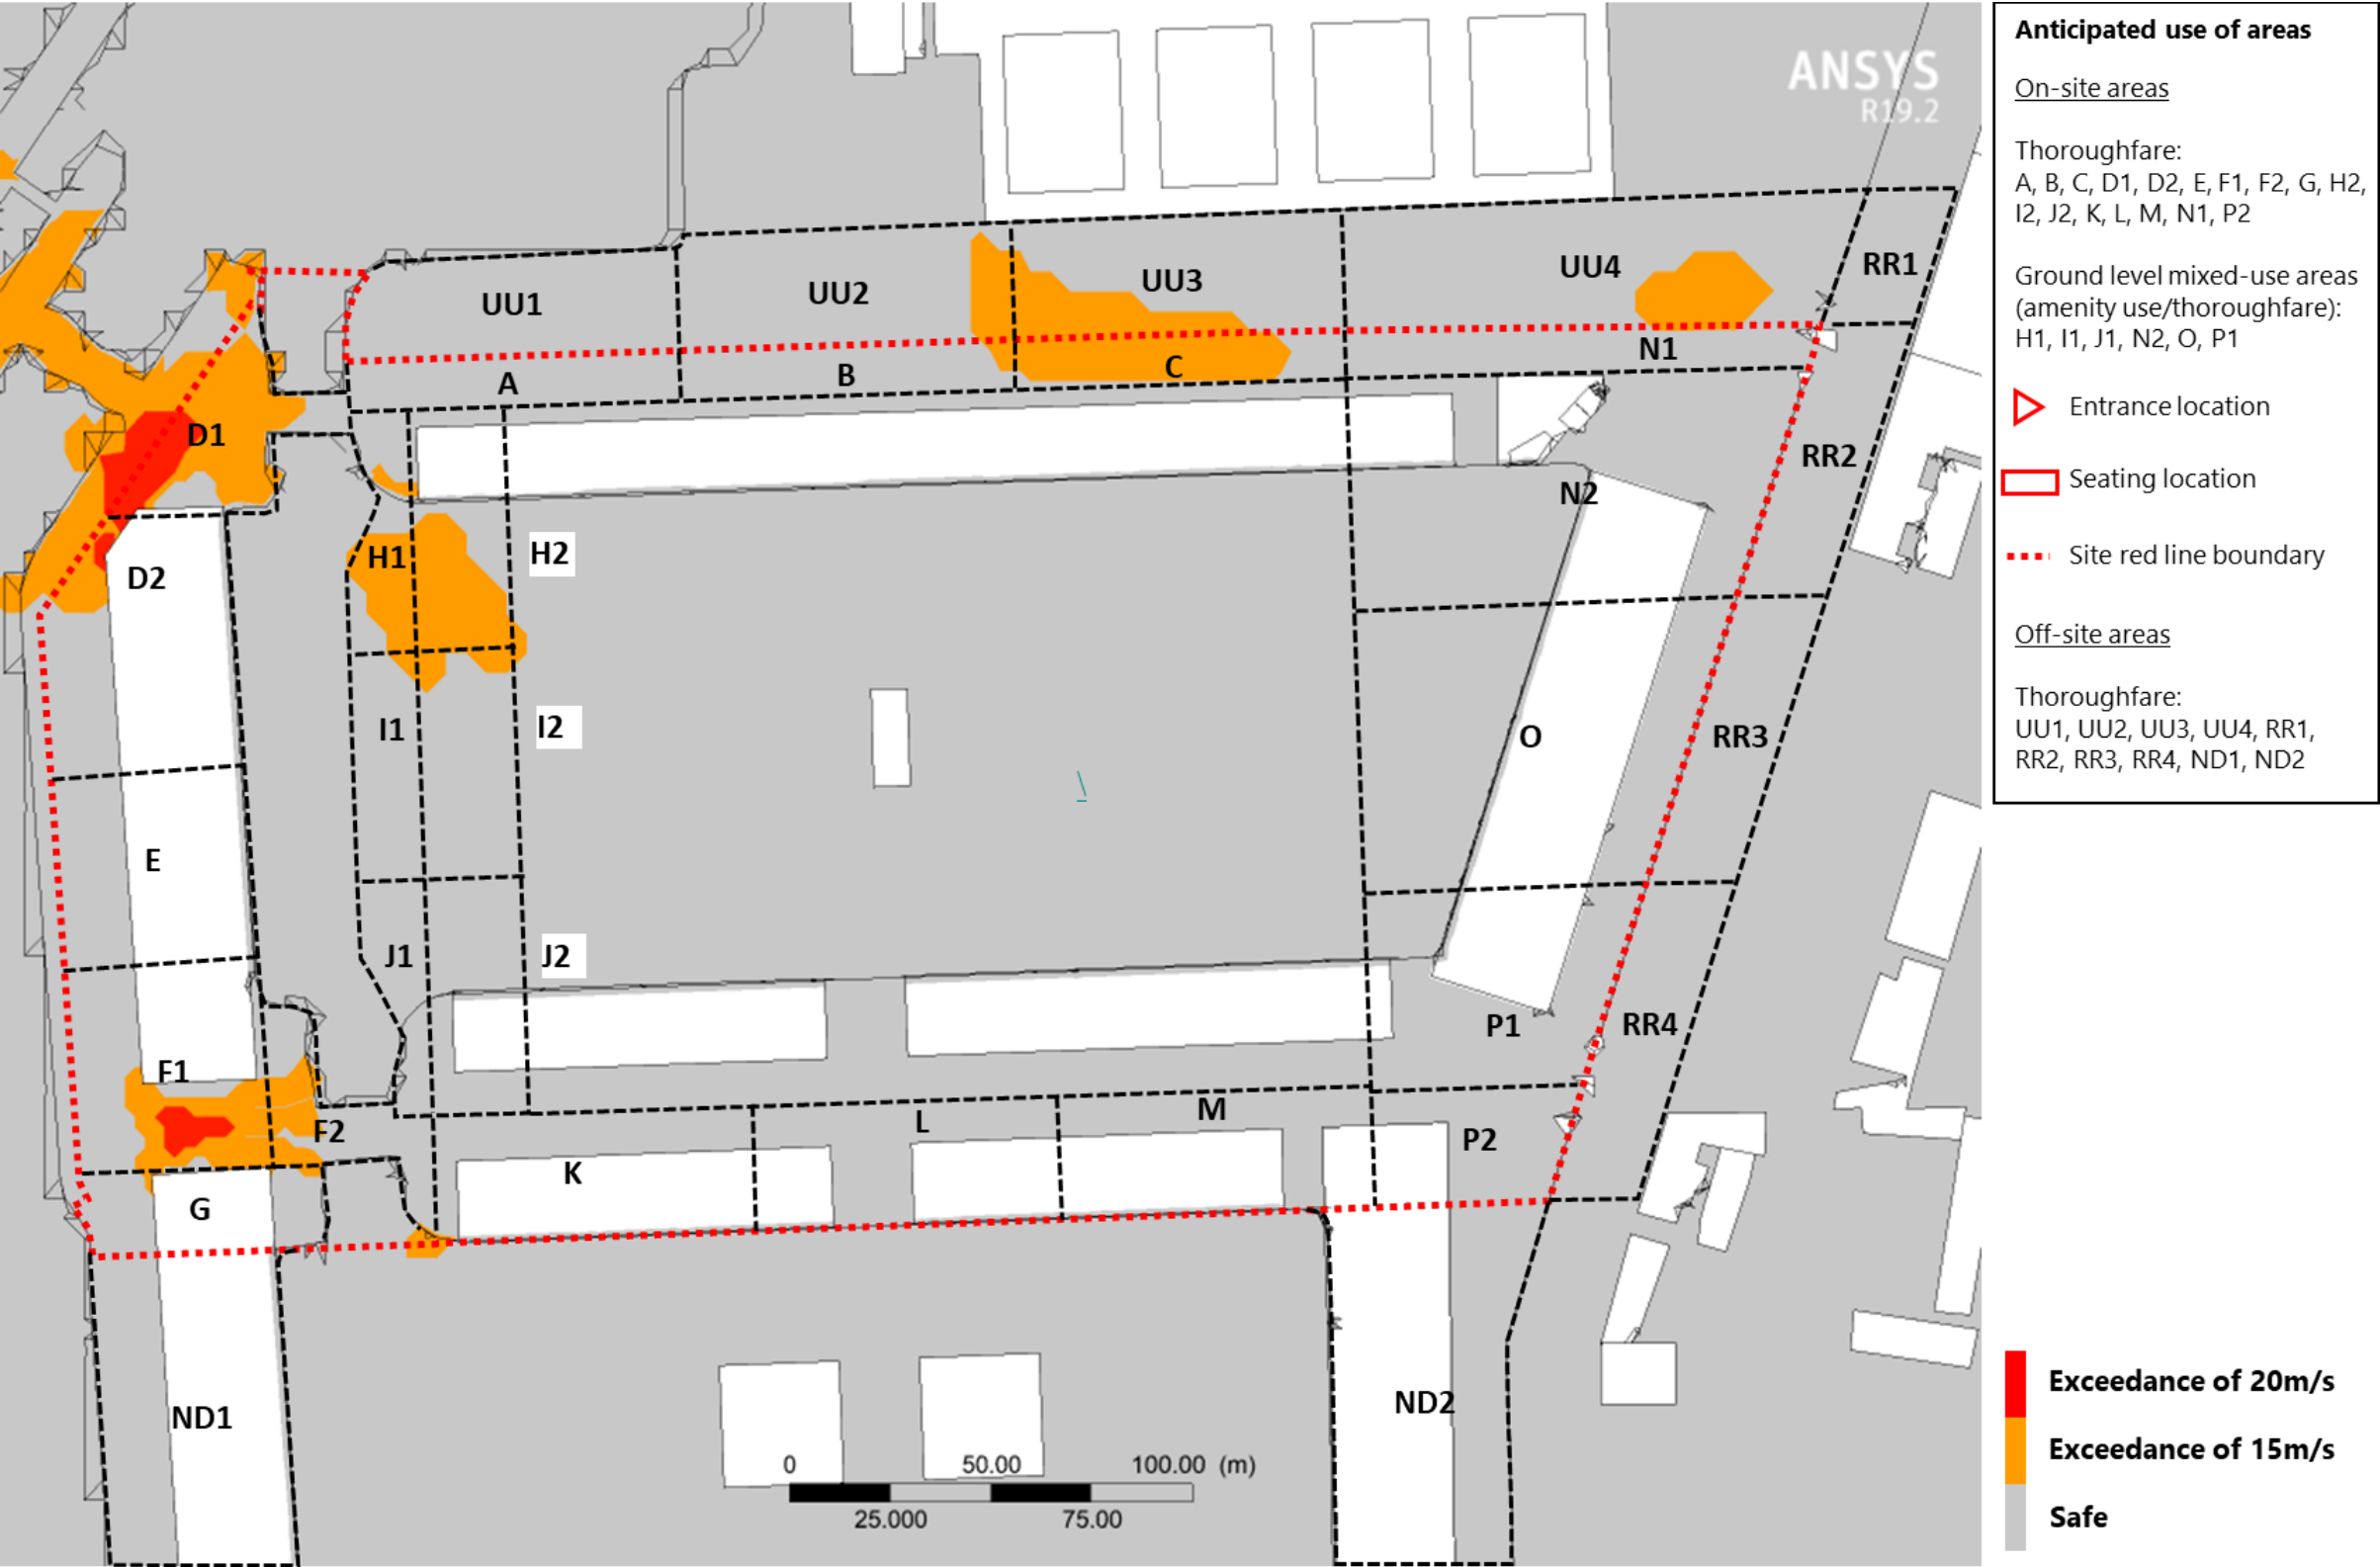 ANSYS
R19.2
UU1
UU2
UU3
UU4
RR1
A
B
C
N1
D1
RR2
N2
H1
H2
D2
I1
I2
O
RR3
E
J1
J2
P1
RR4
F1
F2
L
M
P2
K
G
ND1
ND2
0 50.00 100.00 (m)
25.000 75.00
Anticipated use of areas
On-site areas
Thoroughfare:
A, B, C, D1, D2, E, F1, F2, G, H2,
I2, J2, K, L, M, N1, P2
Ground level mixed-use areas
(amenity use/thoroughfare):
H1, I1, J1, N2, O, P1
Entrance location
Seating location
Site red line boundary
Off-site areas
Thoroughfare:
UU1, UU2, UU3, UU4, RR1,
RR2, RR3, RR4, ND1, ND2
Exceedance of 20m/s
Exceedance of 15m/s
Safe